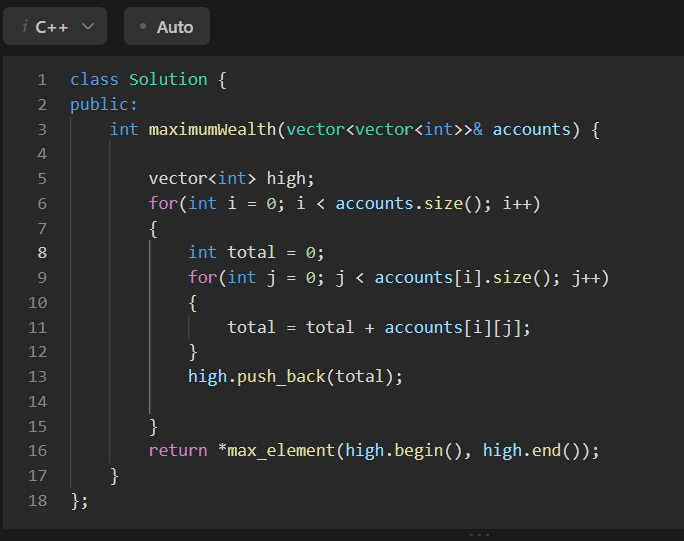 i C++
Auto
1 class Solution {
2 public:
3     int maximumWealth(vector<vector<int>>& accounts) {
4
5         vector<int> high;
6         for(int i = 0; i < accounts.size(); i++)
7         {
8             int total = 0;
9             for(int j = 0; j < accounts[i].size(); j++)
10             {
11                 total = total + accounts[i][j];
12             }
13             high.push_back(total);
14
15         }
16         return *max_element(high.begin(), high.end());
17     }
18 };